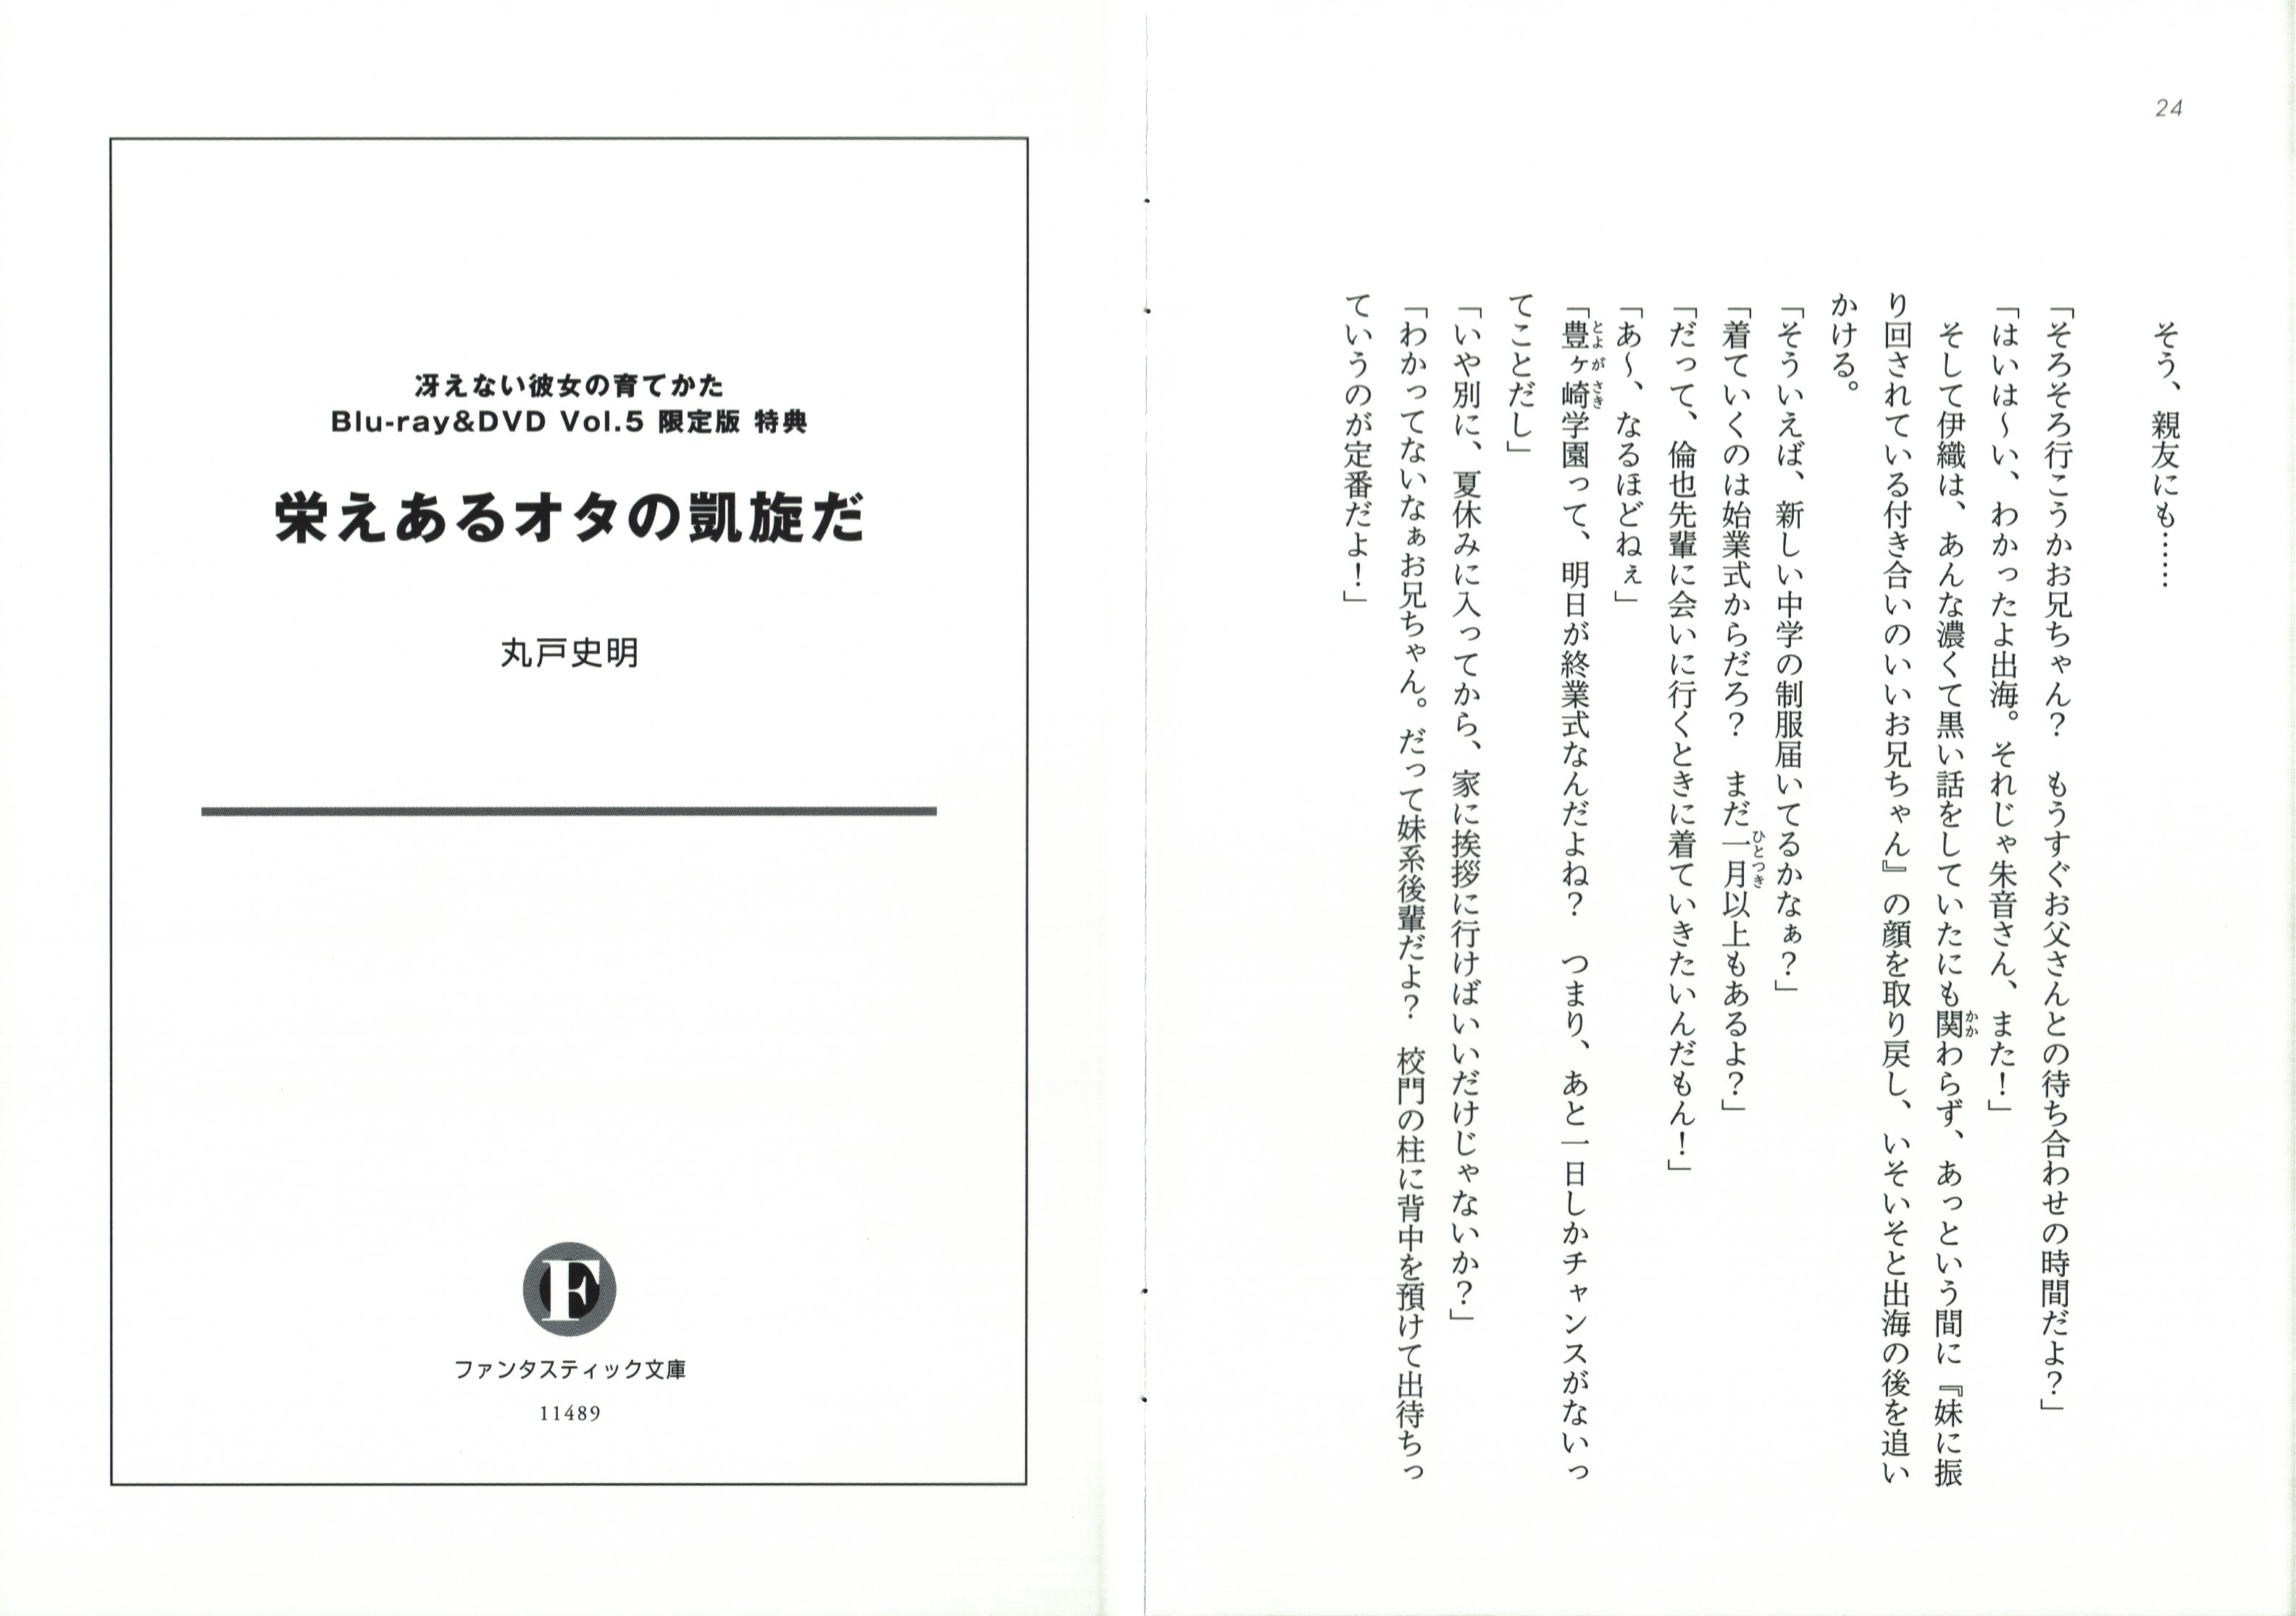 24
そう、親友にも……
「そろそろ行こうかお兄ちゃん？　もうすぐお父さんとの待ち合わせの時間だよ？」
「はいは～い、わかったよ出海。それじゃ朱音さん、また！」
そして伊織は、あんな濃くて黒い話をしていたにも関わらず、あっという間に『妹に振
り回されている付き合いのいいお兄ちゃん』の顔を取り戻し、いそいそと出海の後を追い
かける。
「そういえば、新しい中学の制服届いてるかなぁ？」
「着ていくのは始業式からだろ？　まだ一月以上もあるよ？」
「だって、倫也先輩に会いに行くときに着ていきたいんだもん！」
「あ～、なるほどねぇ」
「豊ヶ崎学園って、明日が終業式なんだよね？　つまり、あと一日しかチャンスがないっ
てことだし」
「いや別に、夏休みに入ってから、家に挨拶に行けばいいだけじゃないか？」
「わかってないなぁお兄ちゃん。だって妹系後輩だよ？　校門の柱に背中を預けて出待ちっ
ていうのが定番だよ！」
冴えない彼女の育てかた
Blu-ray&DVD Vol.5 限定版 特典
栄えあるオタの凱旋だ
丸戸史明
F
ファンタスティック文庫
11489